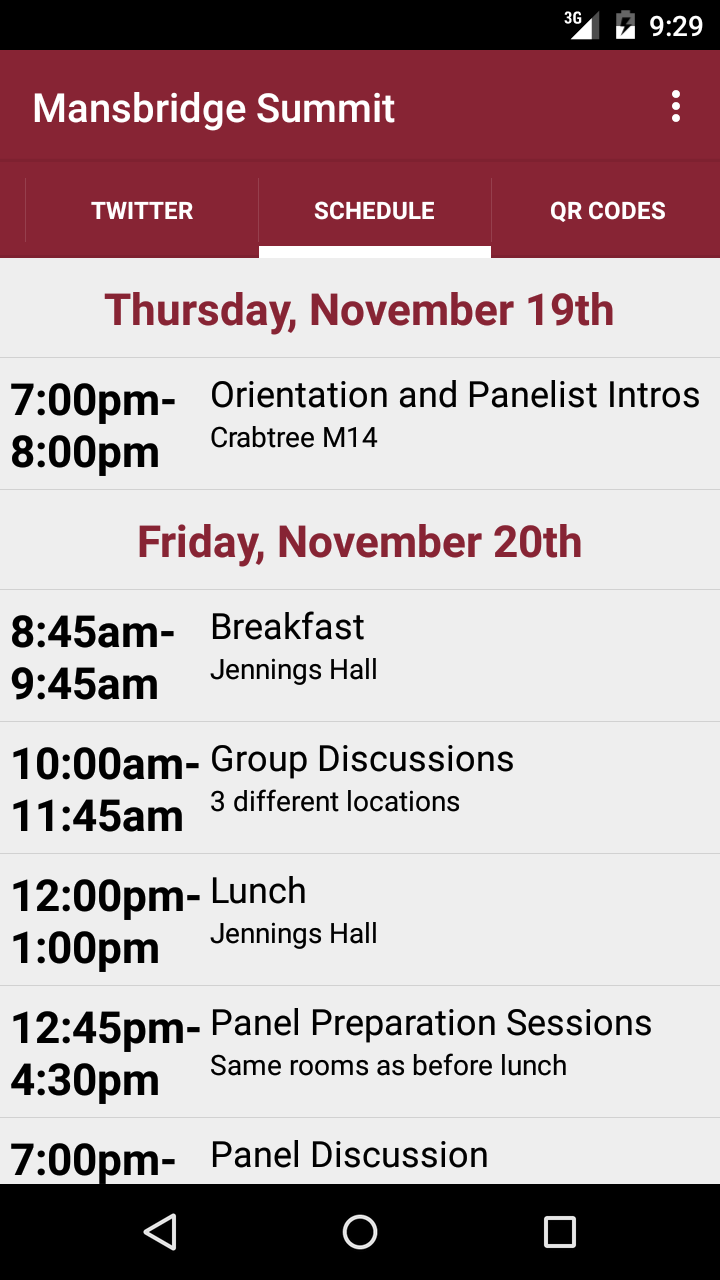 3G 9:29
Mansbridge Summit
TWITTER SCHEDULE QR CODES
Thursday, November 19th
7:00pm- Orientation and Panelist Intros
8:00pm Crabtree M14
Friday, November 20th
8:45am- Breakfast
9:45am Jennings Hall
10:00am- Group Discussions
11:45am 3 different locations
12:00pm- Lunch
1:00pm Jennings Hall
12:45pm- Panel Preparation Sessions
4:30pm Same rooms as before lunch
7:00pm- Panel Discussion